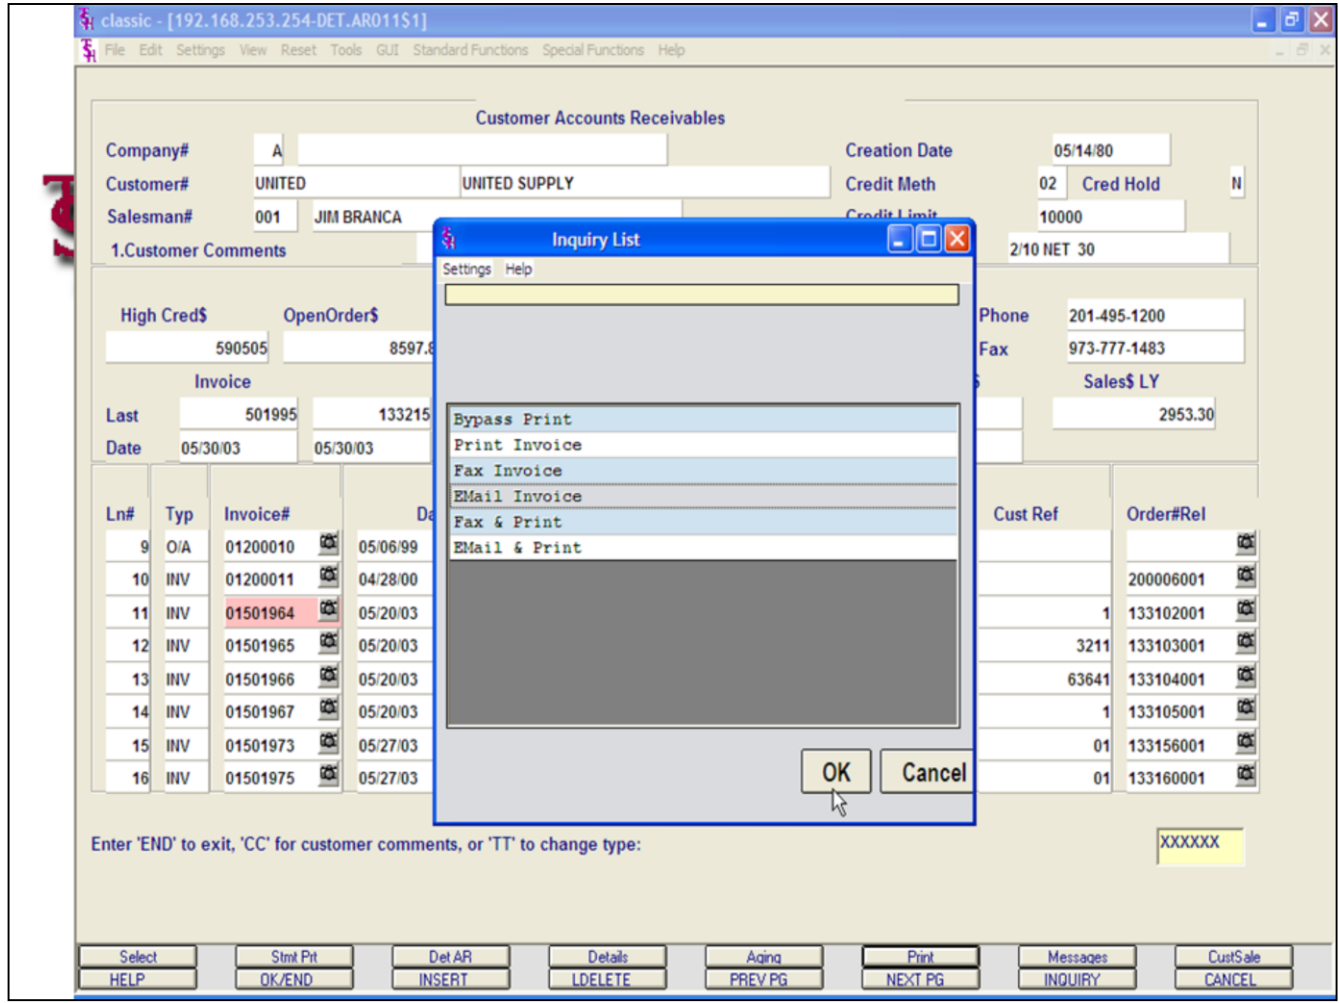 classic - [192.168.253.254-DET.AR011$1]
File Edit Settings View Reset Tools GUI Standard Functions Special Functions Help
Customer Accounts Receivables
Company# A Creation Date 05/14/80
Customer# UNITED UNITED SUPPLY Credit Meth 02 Cred Hold N
Salesman# 001 JIM BRANCA Credit Limit 10000
1.Customer Comments 2/10 NET 30
Inquiry List
Settings Help
High Cred$ OpenOrder$ Phone 201-495-1200
590505 8597.8 Fax 973-777-1483
Invoice $ Sales$ LY
Last 501995 133215 2953.30
Date 05/30/03 05/30/03
Bypass Print
Print Invoice
Fax Invoice
EMail Invoice
Fax & Print
EMail & Print
Ln# Typ Invoice# Da Cust Ref Order#Rel
9 O/A 01200010 05/06/99
10 INV 01200011 04/28/00 200006001
11 INV 01501964 05/20/03 1 133102001
12 INV 01501965 05/20/03 3211 133103001
13 INV 01501966 05/20/03 63641 133104001
14 INV 01501967 05/20/03 1 133105001
15 INV 01501973 05/27/03 01 133156001
16 INV 01501975 05/27/03 01 133160001
OK Cancel
Enter 'END' to exit, 'CC' for customer comments, or 'TT' to change type: XXXXXX
Select Stmt Prt Det AR Details Aging Print Messages CustSale
HELP OK/END INSERT LDELETE PREV PG NEXT PG INQUIRY CANCEL